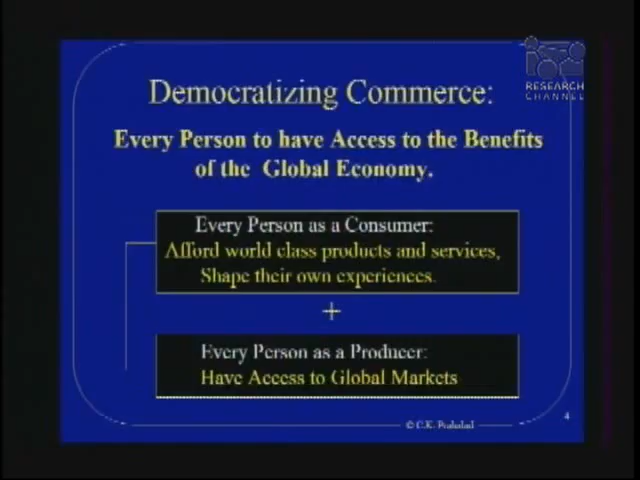 RESEARCH
CHANNEL
Democratizing Commerce:
Every Person to have Access to the Benefits
of the Global Economy.
Every Person as a Consumer:
Afford world class products and services,
Shape their own experiences.
+
Every Person as a Producer:
Have Access to Global Markets
© C.K. Prahalad
4